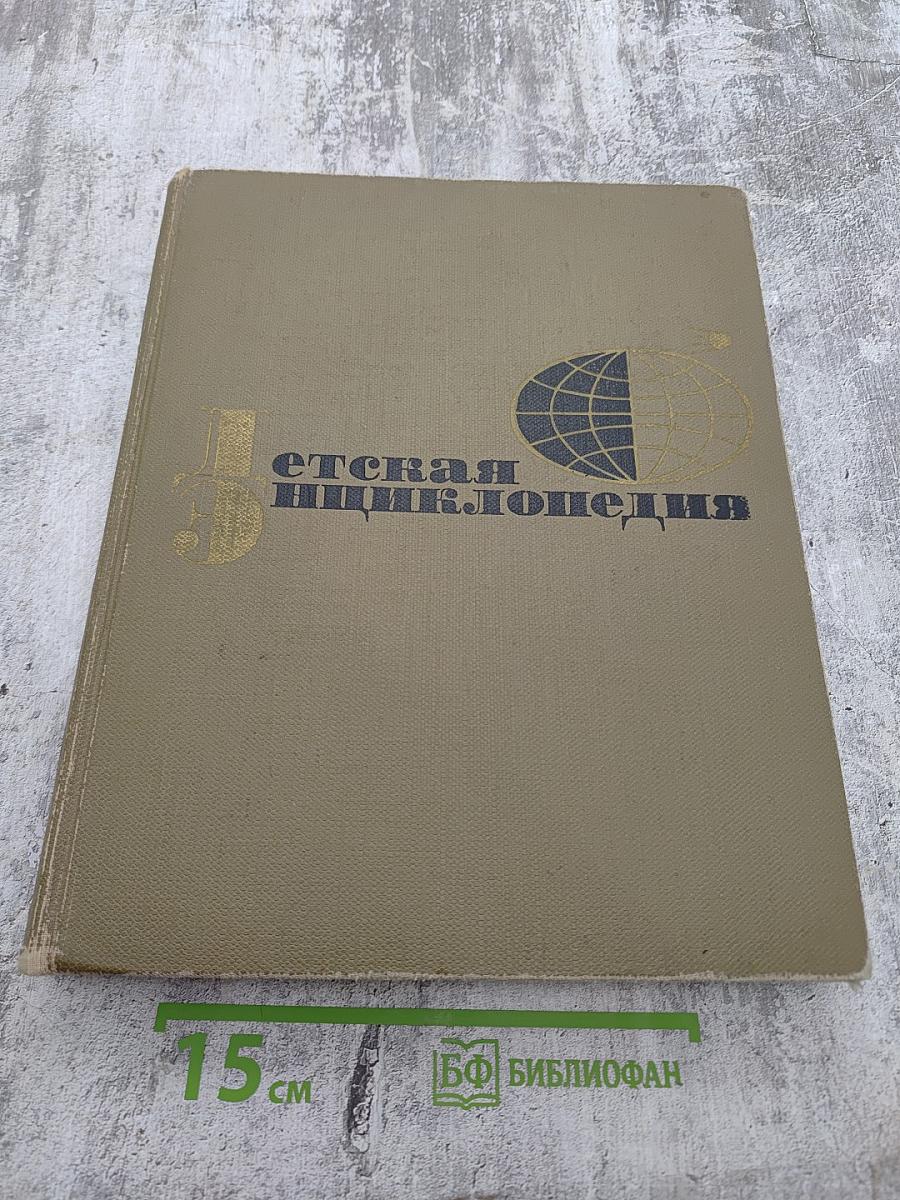 Детская
Энциклопедия
15 см
БФ БИБЛИОФАН